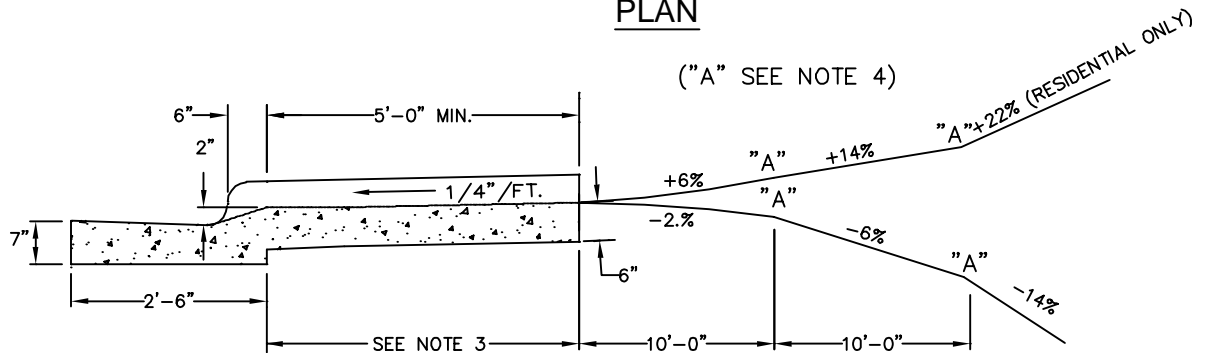 PLAN
("A" SEE NOTE 4)
+22% (RESIDENTIAL ONLY)
6"
5'-0" MIN.
2"
"A"
+14%
"A"
+6%
1/4"/FT.
"A"
-2.%
-6%
7"
"A"
6"
-14%
2'-6"
SEE NOTE 3
10'-0"
10'-0"